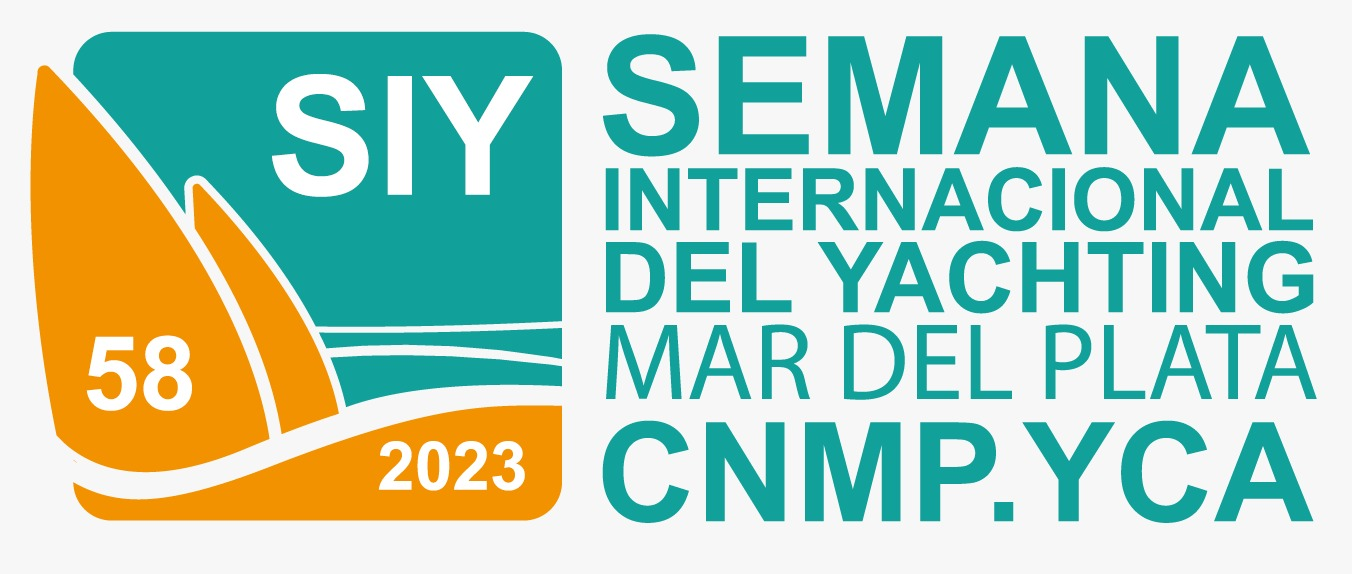 SIY
58
2023
SEMANA
INTERNACIONAL
DEL YACHTING
MAR DEL PLATA
CNMP.YCA